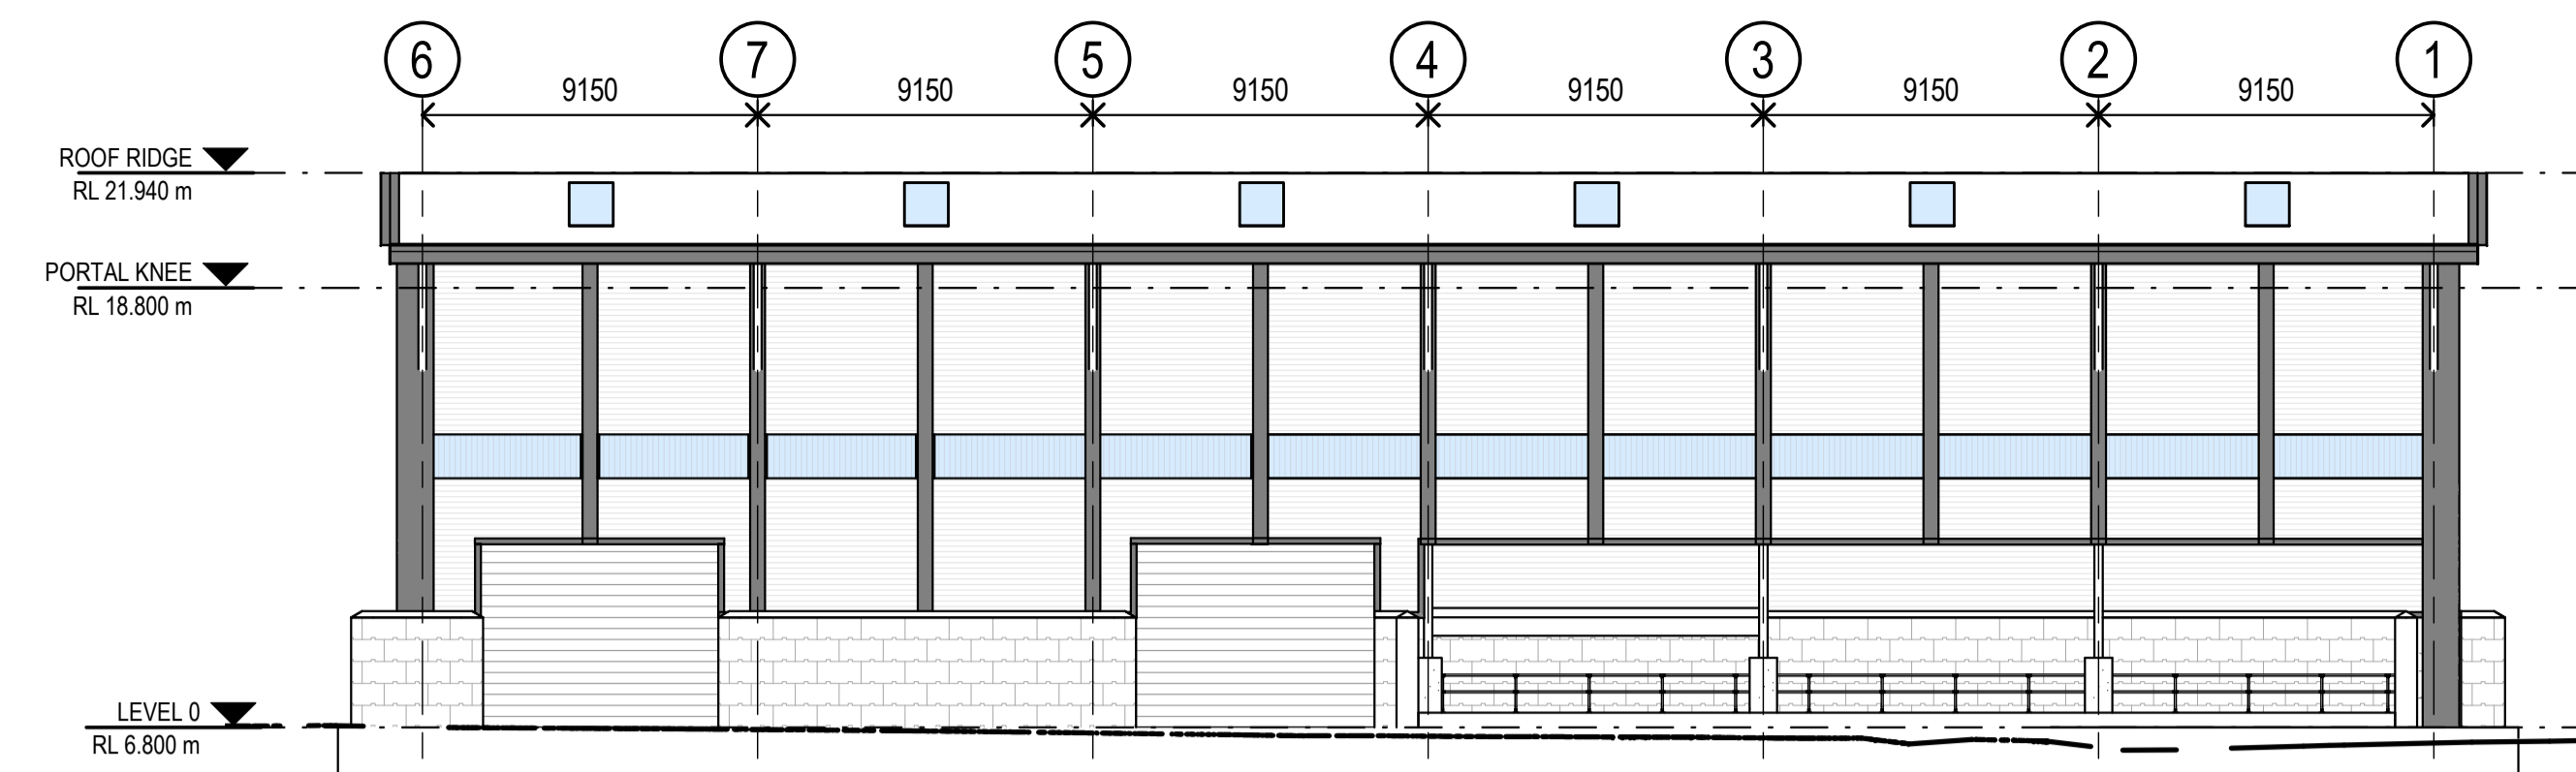 6 7 5 4 3 2 1
9150 9150 9150 9150 9150 9150
ROOF RIDGE
RL 21.940 m
PORTAL KNEE
RL 18.800 m
LEVEL 0
RL 6.800 m